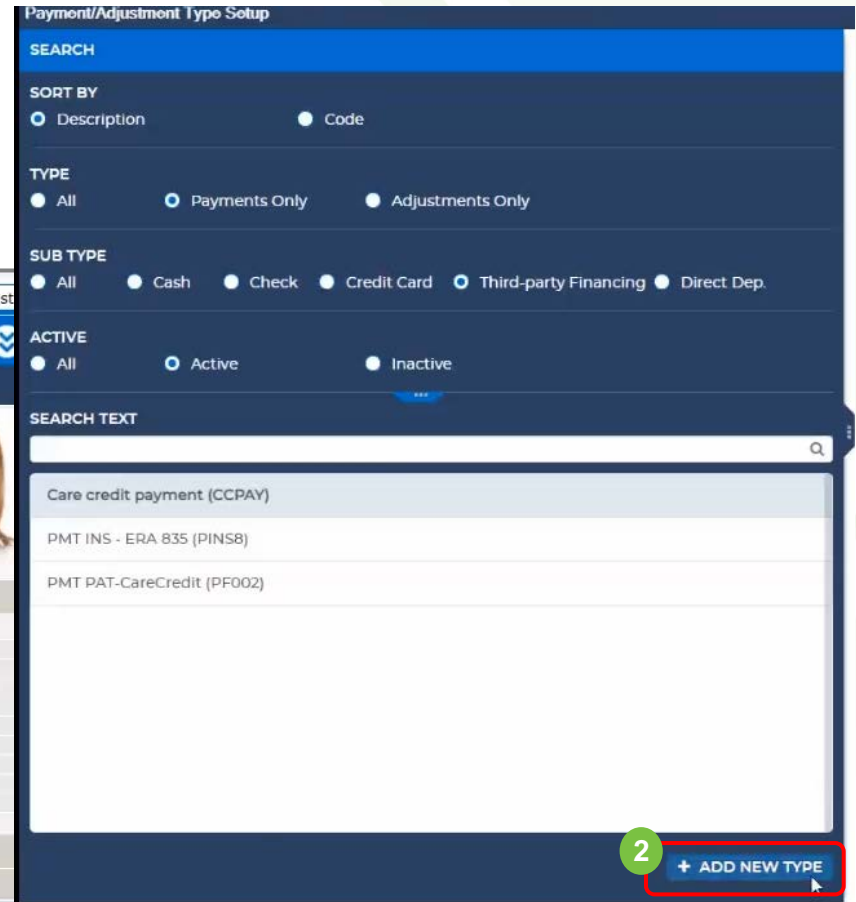 Payment/Adjustment Type Setup
SEARCH
SORT BY
Description Code
TYPE
All Payments Only Adjustments Only
SUB TYPE
All Cash Check Credit Card Third-party Financing Direct Dep.
st
ACTIVE
All Active Inactive
SEARCH TEXT
Care credit payment (CCPAY)
PMT INS - ERA 835 (PINS8)
PMT PAT-CareCredit (PF002)
2
+ ADD NEW TYPE